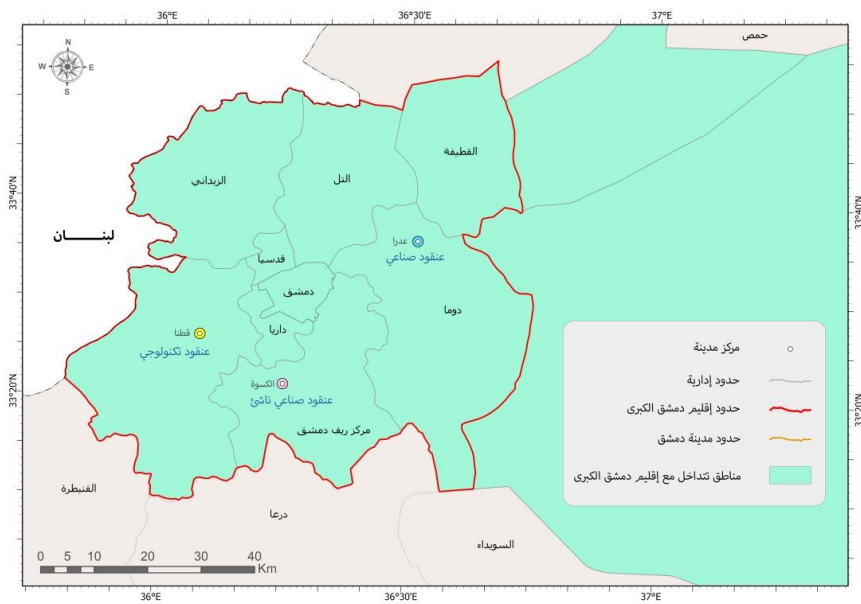 36°E
36°30'E
37°E
حمص
N
W
E
S
القطيفة
الزبداني
التل
33°40'N
33°40'N
لبنـــــــان
عدرا
عنقود صناعي
قدسيا
دمشق
دوما
داريا
قطنا
عنقود تكنولوجي
الكسوة
عنقود صناعي ناشئ
33°20'N
33°20'N
مركز ريف دمشق
القنيطرة
درعا
السويداء
مركز مدينة
حدود إدارية
حدود إقليم دمشق الكبرى
حدود مدينة دمشق
مناطق تتداخل مع إقليم دمشق الكبرى
0 5 10 20 30 40
Km
36°E
36°30'E
37°E